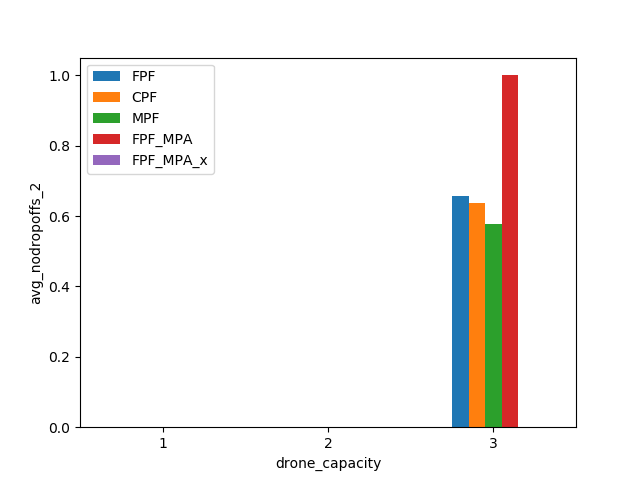 FPF
CPF
MPF
FPF_MPA
FPF_MPA_x
1.0
0.8
0.6
0.4
0.2
0.0
avg_nodropoffs_2
1 2 3
drone_capacity